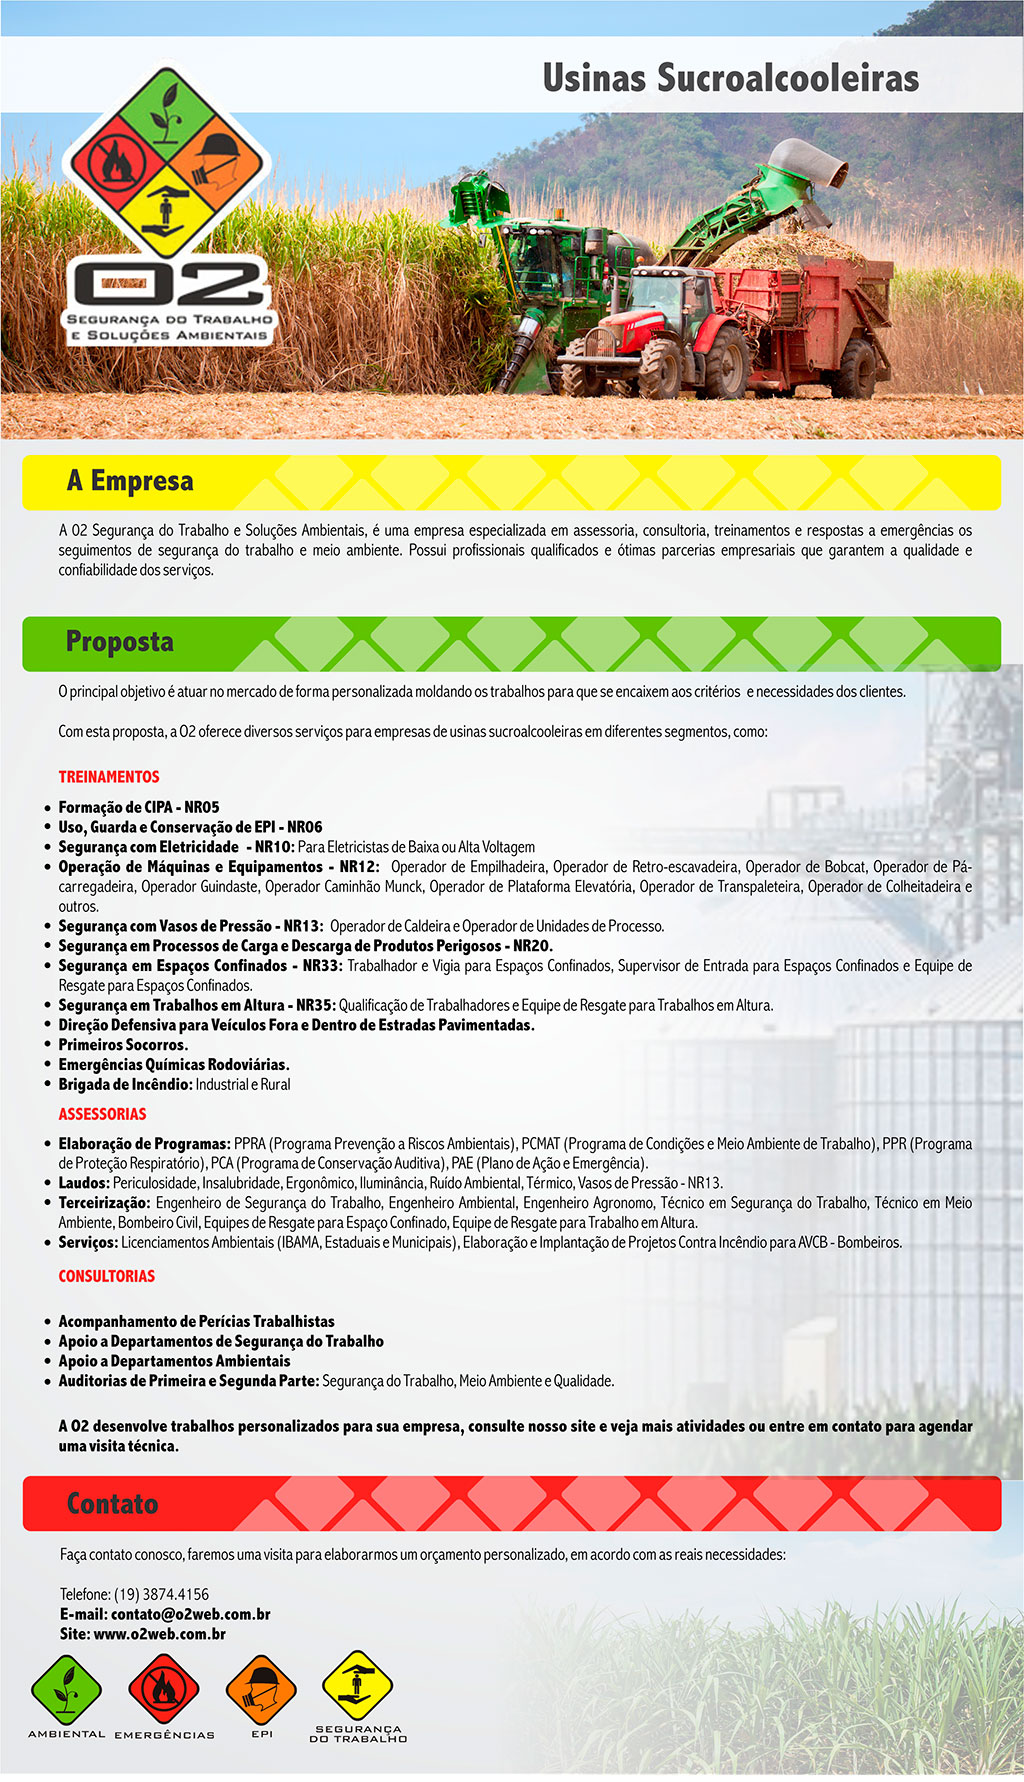 Usinas Sucroalcooleiras
O2
SEGURANÇA DO TRABALHO
E SOLUÇÕES AMBIENTAIS
A Empresa
A O2 Segurança do Trabalho e Soluções Ambientais, é uma empresa especializada em assessoria, consultoria, treinamentos e respostas a emergências os
seguimentos de segurança do trabalho e meio ambiente. Possui profissionais qualificados e ótimas parcerias empresariais que garantem a qualidade e
confiabilidade dos serviços.
Proposta
O principal objetivo é atuar no mercado de forma personalizada moldando os trabalhos para que se encaixem aos critérios e necessidades dos clientes.
Com esta proposta, a O2 oferece diversos serviços para empresas de usinas sucroalcooleiras em diferentes segmentos, como:
TREINAMENTOS
• Formação de CIPA - NR05
• Uso, Guarda e Conservação de EPI - NR06
• Segurança com Eletricidade - NR10: Para Eletricistas de Baixa ou Alta Voltagem
• Operação de Máquinas e Equipamentos - NR12: Operador de Empilhadeira, Operador de Retro-escavadeira, Operador de Bobcat, Operador de Pá-
carregadeira, Operador Guindaste, Operador Caminhão Munck, Operador de Plataforma Elevatória, Operador de Transpaleteira, Operador de Colheitadeira e
outros.
• Segurança com Vasos de Pressão - NR13: Operador de Caldeira e Operador de Unidades de Processo.
• Segurança em Processos de Carga e Descarga de Produtos Perigosos - NR20.
• Segurança em Espaços Confinados - NR33: Trabalhador e Vigia para Espaços Confinados, Supervisor de Entrada para Espaços Confinados e Equipe de
Resgate para Espaços Confinados.
• Segurança em Trabalhos em Altura - NR35: Qualificação de Trabalhadores e Equipe de Resgate para Trabalhos em Altura.
• Direção Defensiva para Veículos Fora e Dentro de Estradas Pavimentadas.
• Primeiros Socorros.
• Emergências Químicas Rodoviárias.
• Brigada de Incêndio: Industrial e Rural
ASSESSORIAS
• Elaboração de Programas: PPRA (Programa Prevenção a Riscos Ambientais), PCMAT (Programa de Condições e Meio Ambiente de Trabalho), PPR (Programa
de Proteção Respiratório), PCA (Programa de Conservação Auditiva), PAE (Plano de Ação e Emergência).
• Laudos: Periculosidade, Insalubridade, Ergonômico, Iluminância, Ruído Ambiental, Térmico, Vasos de Pressão - NR13.
• Terceirização: Engenheiro de Segurança do Trabalho, Engenheiro Ambiental, Engenheiro Agronomo, Técnico em Segurança do Trabalho, Técnico em Meio
Ambiente, Bombeiro Civil, Equipes de Resgate para Espaço Confinado, Equipe de Resgate para Trabalho em Altura.
• Serviços: Licenciamentos Ambientais (IBAMA, Estaduais e Municipais), Elaboração e Implantação de Projetos Contra Incêndio para AVCB - Bombeiros.
CONSULTORIAS
• Acompanhamento de Perícias Trabalhistas
• Apoio a Departamentos de Segurança do Trabalho
• Apoio a Departamentos Ambientais
• Auditorias de Primeira e Segunda Parte: Segurança do Trabalho, Meio Ambiente e Qualidade.
A O2 desenvolve trabalhos personalizados para sua empresa, consulte nosso site e veja mais atividades ou entre em contato para agendar
uma visita técnica.
Contato
Faça contato conosco, faremos uma visita para elaborarmos um orçamento personalizado, em acordo com as reais necessidades:
Telefone: (19) 3874.4156
E-mail: contato@o2web.com.br
Site: www.o2web.com.br
AMBIENTAL EMERGÊNCIAS EPI SEGURANÇA
DO TRABALHO